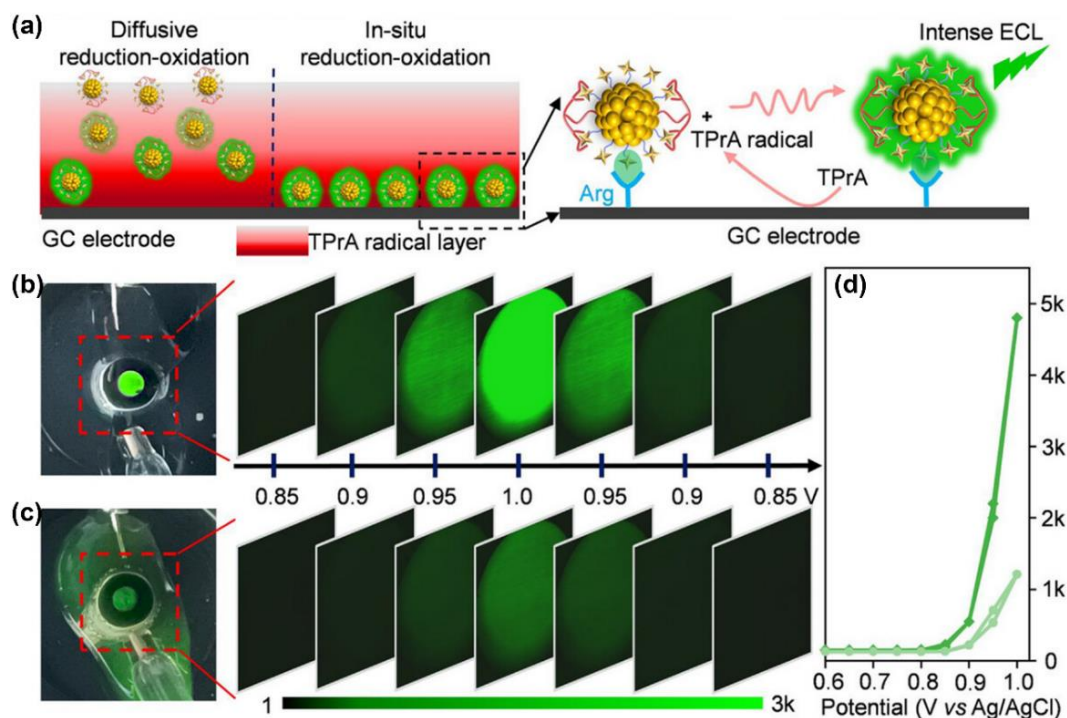 (a)
Diffusive
reduction-oxidation
In-situ
reduction-oxidation
Intense ECL
+
TPrA radical
TPrA
Arg
GC electrode
TPrA radical layer
GC electrode
(b)
0.85 0.9 0.95 1.0 0.95 0.9 0.85 V
(c)
1 3k
(d)
5k
4k
3k
2k
1k
0
0.6 0.7 0.8 0.9 1.0
Potential (V vs Ag/AgCl)